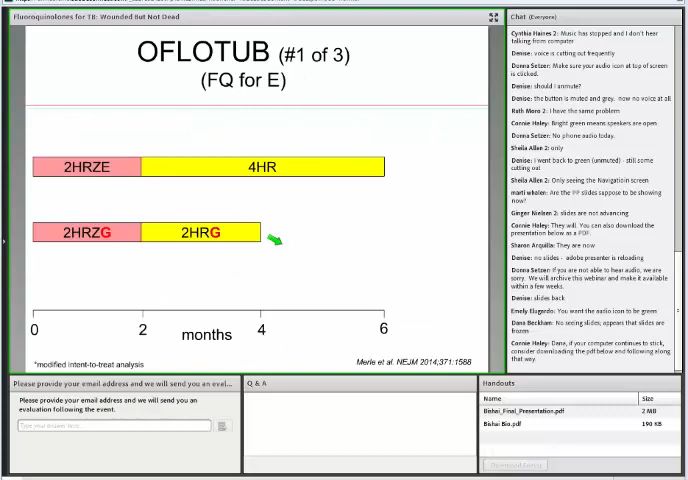 Fluoroquinolones for TB: Wounded But Not Dead
OFLOTUB (#1 of 3)
(FQ for E)
2HRZE
4HR
2HRZG
2HRG
0
2
4
6
months
*modified intent-to-treat analysis
Merle et al. NEJM 2014;371:1588
Chat (Everyone)
Cynthia Haines 2: Music has stopped and I don't hear
talking from computer
Denise: voice is cutting out frequently
Donna Setzer: Make sure your audio icon at top of screen
is clicked.
Denise: should I unmute?
Denise: the button is muted and grey. now no voice at all
Ruth Moro 2: I have the same problem
Connie Haley: Bright green means speakers are open
Donna Setzer: No phone audio today.
Sheila Allen 2: only
Denise: I went back to green (unmuted) - still some
cutting out
Sheila Allen 2: Only seeing the Navigation screen
marti whalen: Are the PP slides suppose to be showing
now?
Ginger Nielsen 2: slides are not advancing
Connie Haley: They will. You can also download the
presentation below as a PDF.
Sharon Arquilla: They are now
Denise: no slides - adobe presenter is reloading
Donna Setzer: If you are not able to hear audio, we are
sorry. We will archive this webinar and make it available
within a few weeks.
Denise: slides back
Emely Elugardo: You want the audio icon to be green
Dana Beckham: No seeing slides; appears that slides are
frozen
Connie Haley: Dana, if your computer continues to stick,
consider downloading the pdf below and following along
that way.
Please provide your email address and we will send you an eval...
Please provide your email address and we will send you an
evaluation following the event.
Type your answer here...
Q & A
Handouts
Name
Size
Bishai_Final_Presentation.pdf
2 MB
Bishai Bio.pdf
190 KB
Download File(s)